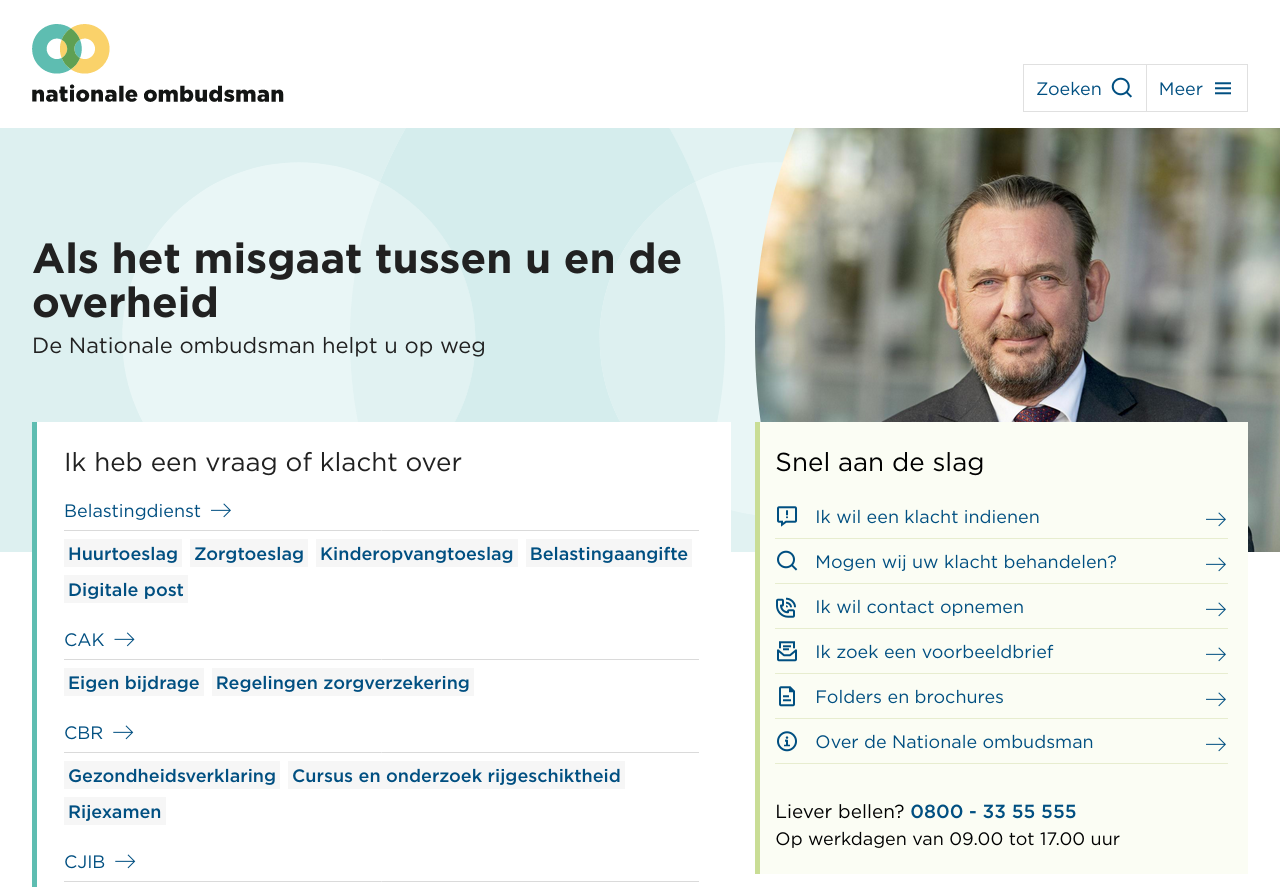 nationale ombudsman
Zoeken
Meer
Als het misgaat tussen u en de
overheid
De Nationale ombudsman helpt u op weg
Ik heb een vraag of klacht over
Belastingdienst
Huurtoeslag Zorgtoeslag Kinderopvangtoeslag Belastingaangifte
Digitale post
CAK
Eigen bijdrage Regelingen zorgverzekering
CBR
Gezondheidsverklaring Cursus en onderzoek rijgeschiktheid
Rijexamen
CJIB
Snel aan de slag
Ik wil een klacht indienen
Mogen wij uw klacht behandelen?
Ik wil contact opnemen
Ik zoek een voorbeeldbrief
Folders en brochures
Over de Nationale ombudsman
Liever bellen? 0800 - 33 55 555
Op werkdagen van 09.00 tot 17.00 uur